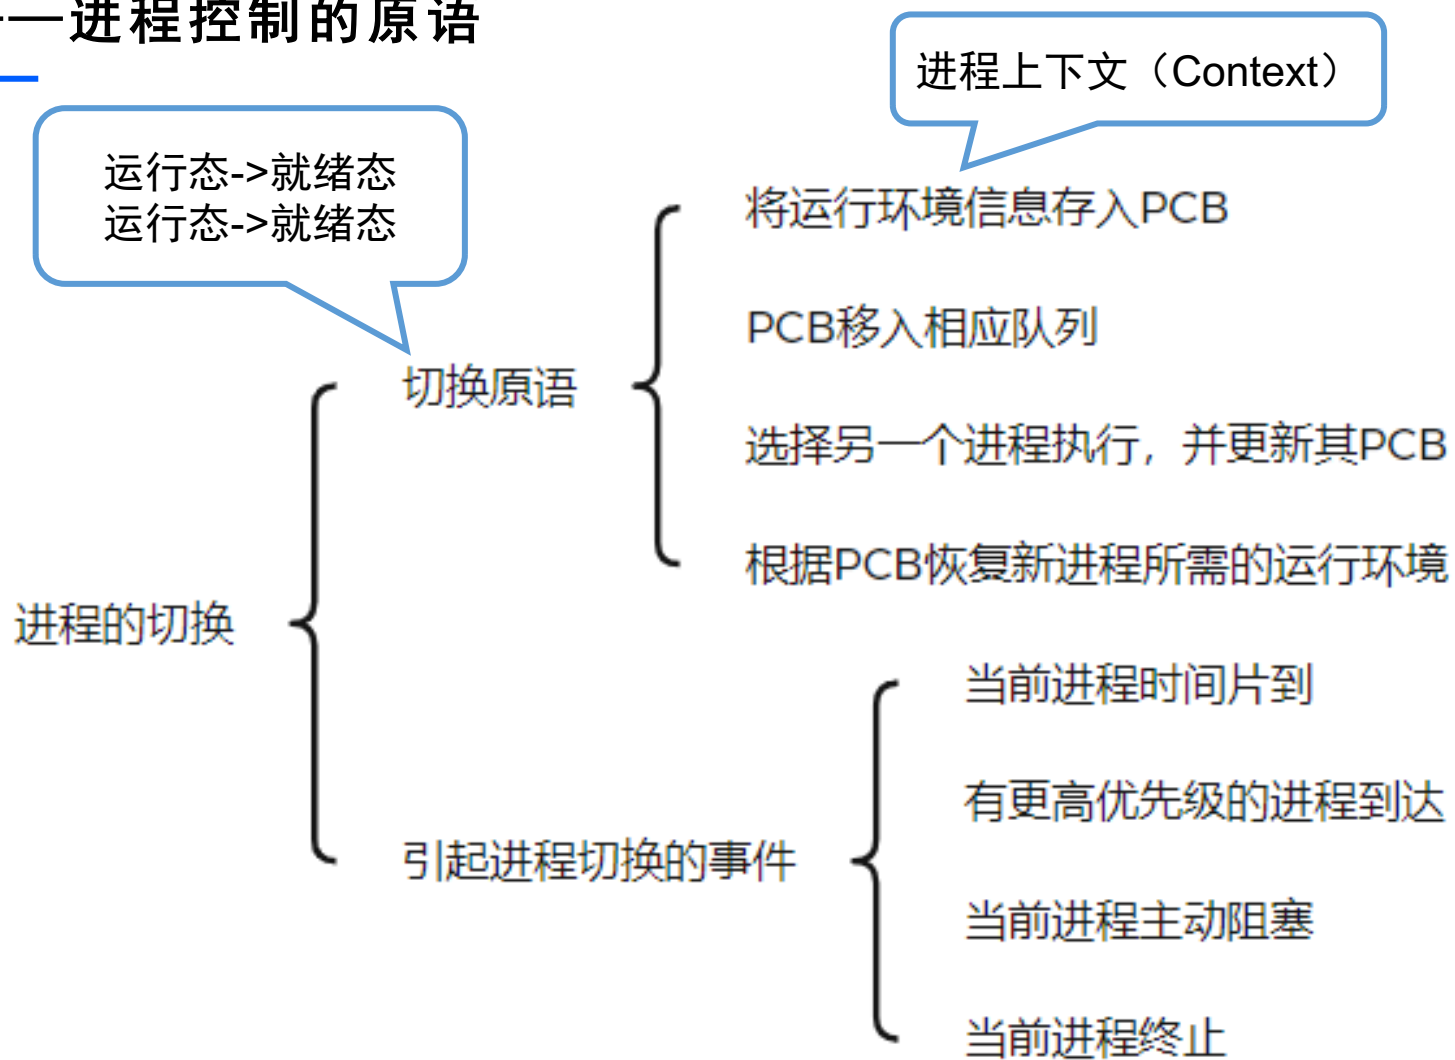 ——进程控制的原语
进程上下文（Context）
运行态->就绪态
运行态->就绪态
将运行环境信息存入PCB
PCB移入相应队列
切换原语
选择另一个进程执行，并更新其PCB
根据PCB恢复新进程所需的运行环境
进程的切换
当前进程时间片到
有更高优先级的进程到达
引起进程切换的事件
当前进程主动阻塞
当前进程终止